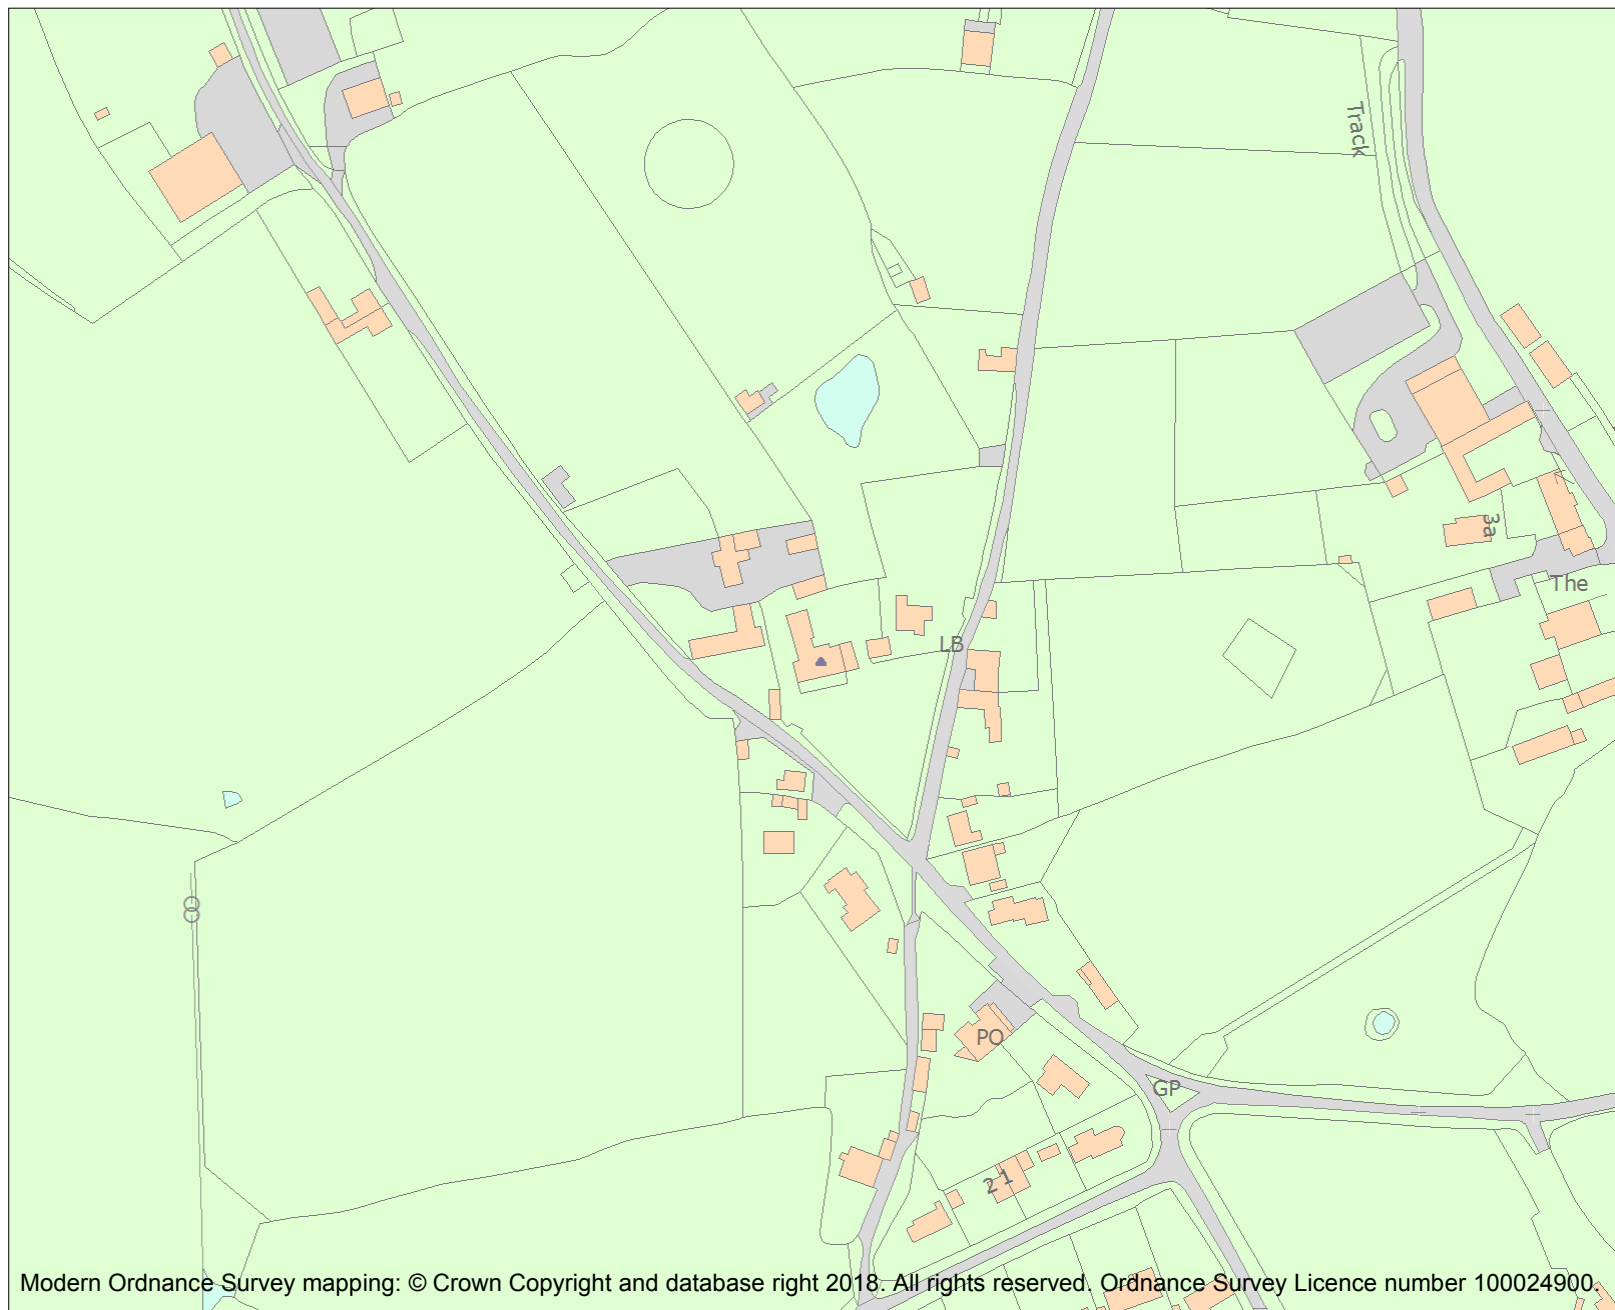 Track
3a
The
LB
PO
GP
2 1
Modern Ordnance Survey mapping: © Crown Copyright and database right 2018. All rights reserved. Ordnance Survey Licence number 100024900.